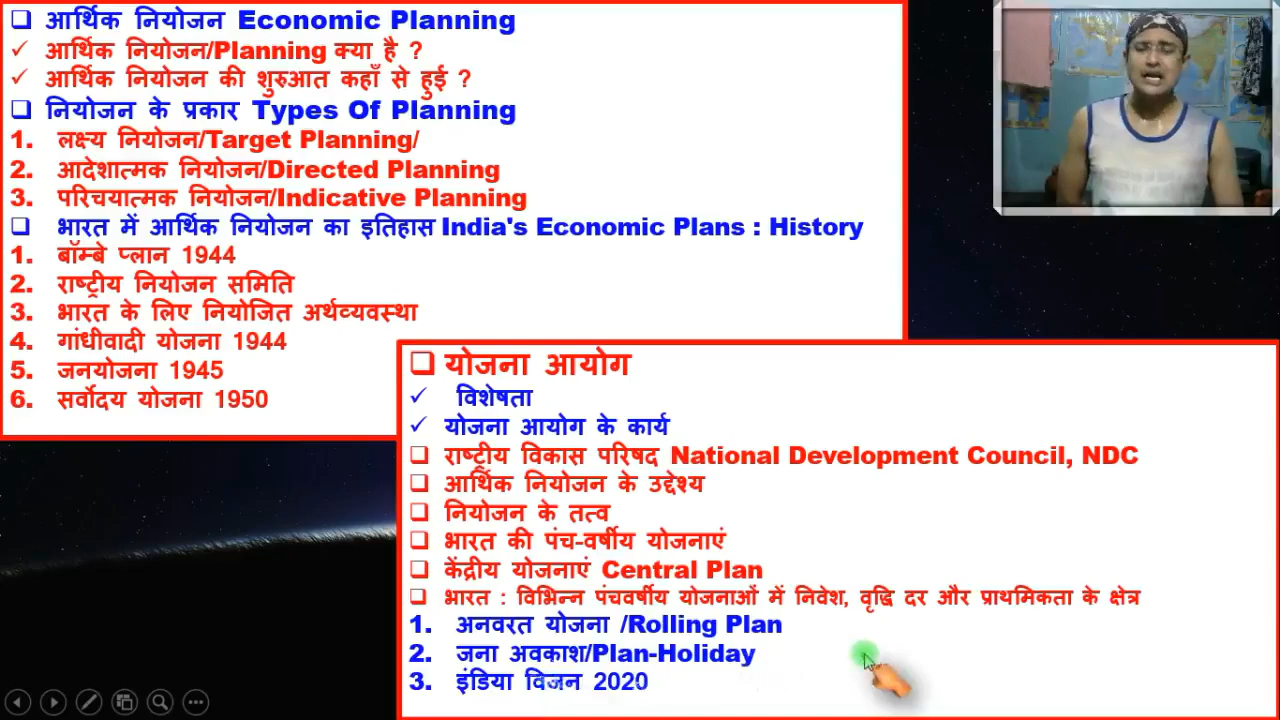 आर्थिक नियोजन Economic Planning
आर्थिक नियोजन/Planning क्या है ?
आर्थिक नियोजन की शुरुआत कहाँ से हुई ?
नियोजन के प्रकार Types Of Planning
1. लक्ष्य नियोजन/Target Planning/
2. आदेशात्मक नियोजन/Directed Planning
3. परिचयात्मक नियोजन/Indicative Planning
भारत में आर्थिक नियोजन का इतिहास India's Economic Plans : History
1. बॉम्बे प्लान 1944
2. राष्ट्रीय नियोजन समिति
3. भारत के लिए नियोजित अर्थव्यवस्था
4. गांधीवादी योजना 1944
5. जनयोजना 1945
6. सर्वोदय योजना 1950
योजना आयोग
विशेषता
योजना आयोग के कार्य
राष्ट्रीय विकास परिषद National Development Council, NDC
आर्थिक नियोजन के उद्देश्य
नियोजन के तत्व
भारत की पंच-वर्षीय योजनाएं
केंद्रीय योजनाएं Central Plan
भारत : विभिन्न पंचवर्षीय योजनाओं में निवेश, वृद्धि दर और प्राथमिकता के क्षेत्र
1. अनवरत योजना /Rolling Plan
2. जना अवकाश/Plan-Holiday
3. इंडिया विजन 2020